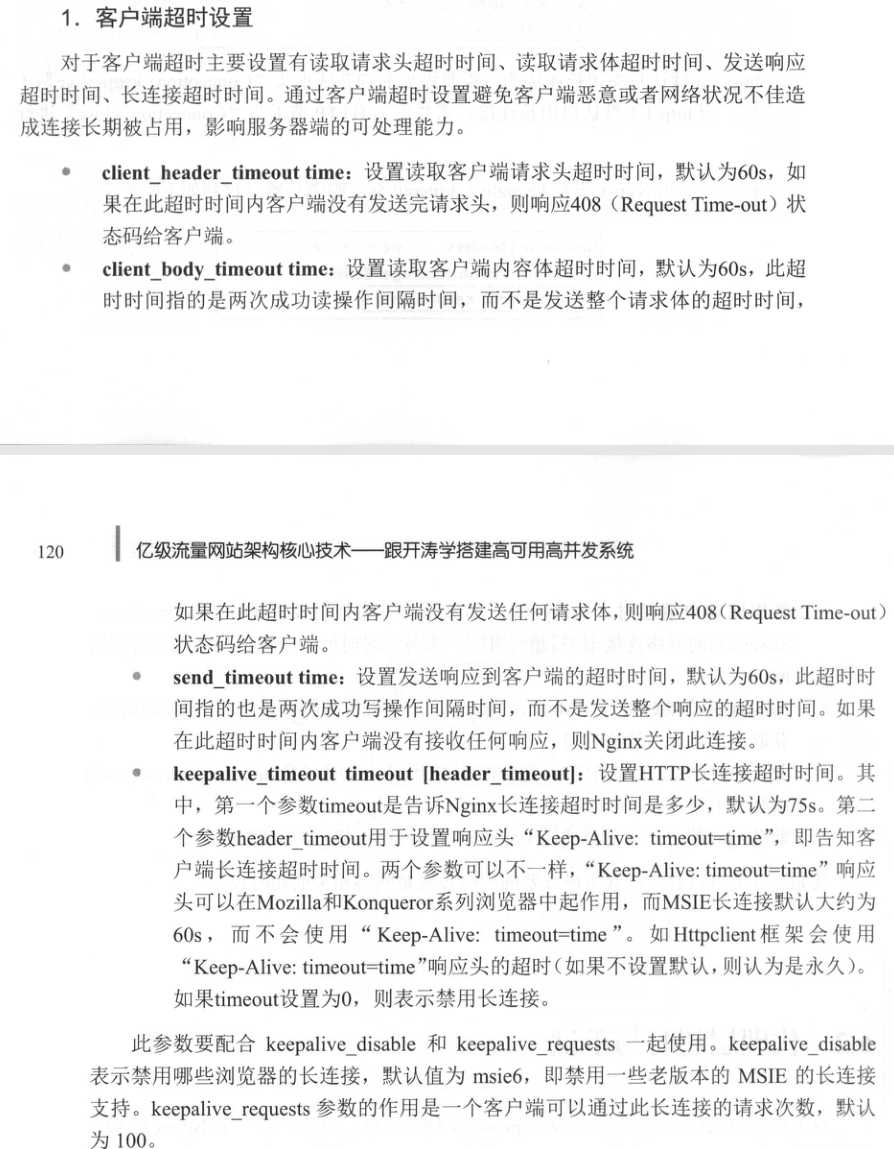 1．客户端超时设置
对于客户端超时主要设置有读取请求头超时时间、读取请求体超时时间、发送响应
超时时间、长连接超时时间。通过客户端超时设置避免客户端恶意或者网络状况不佳造
成连接长期被占用，影响服务器端的可处理能力。
● client_header_timeout time：设置读取客户端请求头超时时间，默认为60s，如
果在此超时时间内客户端没有发送完请求头，则响应408（Request Time-out）状
态码给客户端。
● client_body_timeout time：设置读取客户端内容体超时时间，默认为60s，此超
时时间指的是两次成功读操作间隔时间，而不是发送整个请求体的超时时间，
120 亿级流量网站架构核心技术——跟开涛学搭建高可用高并发系统
如果在此超时时间内客户端没有发送任何请求体，则响应408（Request Time-out）
状态码给客户端。
● send_timeout time：设置发送响应到客户端的超时时间，默认为60s，此超时时
间指的也是两次成功写操作间隔时间，而不是发送整个响应的超时时间。如果
在此超时时间内客户端没有接收任何响应，则Nginx关闭此连接。
● keepalive_timeout timeout [header_timeout]：设置HTTP长连接超时时间。其
中，第一个参数timeout是告诉Nginx长连接超时时间是多少，默认为75s。第二
个参数header_timeout用于设置响应头“Keep-Alive: timeout=time”，即告知客
户端长连接超时时间。两个参数可以不一样，“Keep-Alive: timeout=time”响应
头可以在Mozilla和Konqueror系列浏览器中起作用，而MSIE长连接默认大约为
60s，而不会使用“Keep-Alive: timeout=time”。如Httpclient框架会使用
“Keep-Alive: timeout=time”响应头的超时（如果不设置默认，则认为是永久）。
如果timeout设置为0，则表示禁用长连接。
此参数要配合 keepalive_disable 和 keepalive_requests 一起使用。keepalive_disable
表示禁用哪些浏览器的长连接，默认值为 msie6，即禁用一些老版本的 MSIE 的长连接
支持。keepalive_requests 参数的作用是一个客户端可以通过此长连接的请求次数，默认
为 100。